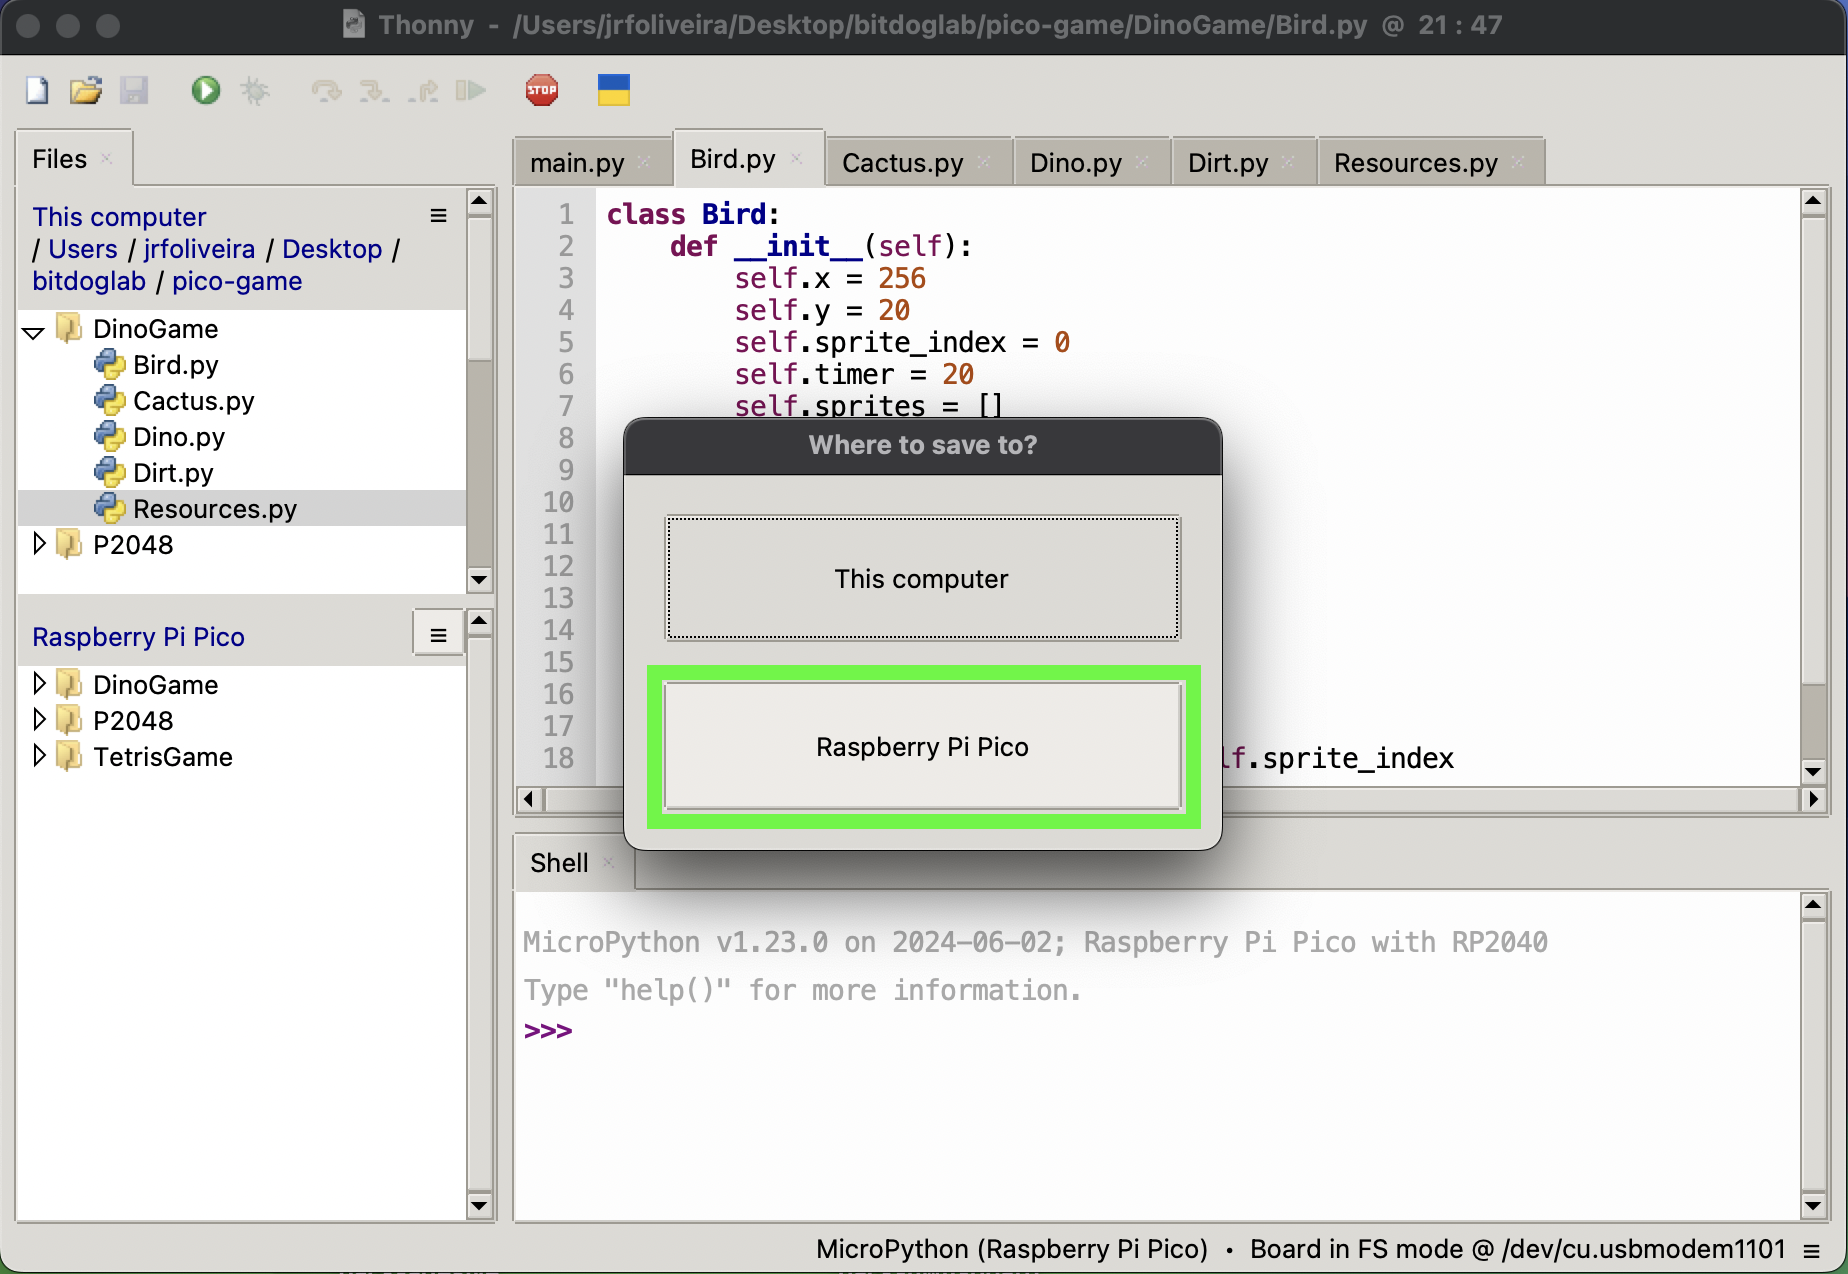 Thonny - /Users/jrfoliveira/Desktop/bitdoglab/pico-game/DinoGame/Bird.py @ 21 : 47
STOP
Files
main.py
Bird.py
Cactus.py
Dino.py
Dirt.py
Resources.py
This computer
/ Users / jrfoliveira / Desktop /
bitdoglab / pico-game
DinoGame
Bird.py
Cactus.py
Dino.py
Dirt.py
Resources.py
P2048
Raspberry Pi Pico
DinoGame
P2048
TetrisGame
1 class Bird:
2 def __init__(self):
3 self.x = 256
4 self.y = 20
5 self.sprite_index = 0
6 self.timer = 20
7 self.sprites = []
8
9
10
11
12
13
14
15
16
17
18 lf.sprite_index
Where to save to?
This computer
Raspberry Pi Pico
Shell
MicroPython v1.23.0 on 2024-06-02; Raspberry Pi Pico with RP2040
Type "help()" for more information.
>>>
MicroPython (Raspberry Pi Pico) • Board in FS mode @ /dev/cu.usbmodem1101